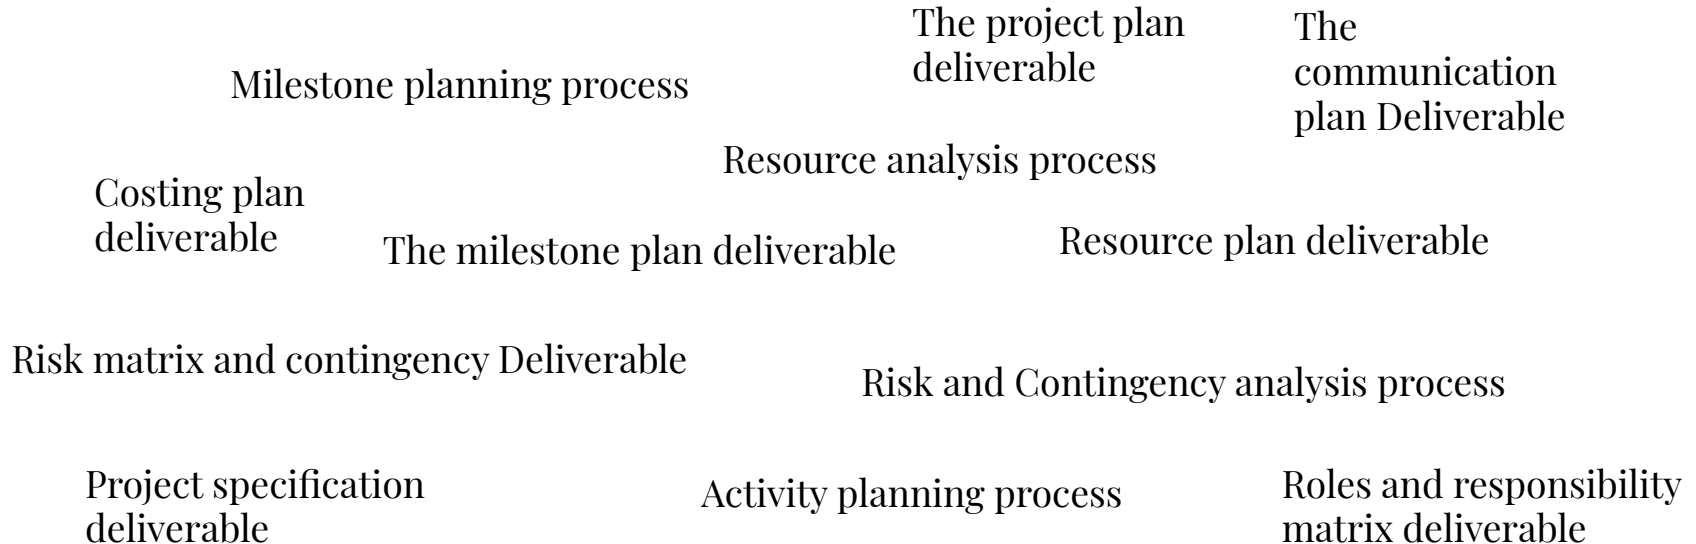 The project plan
deliverable
The
communication
plan Deliverable
Milestone planning process
Resource analysis process
Costing plan
deliverable
The milestone plan deliverable
Resource plan deliverable
Risk matrix and contingency Deliverable
Risk and Contingency analysis process
Project specification
deliverable
Activity planning process
Roles and responsibility
matrix deliverable